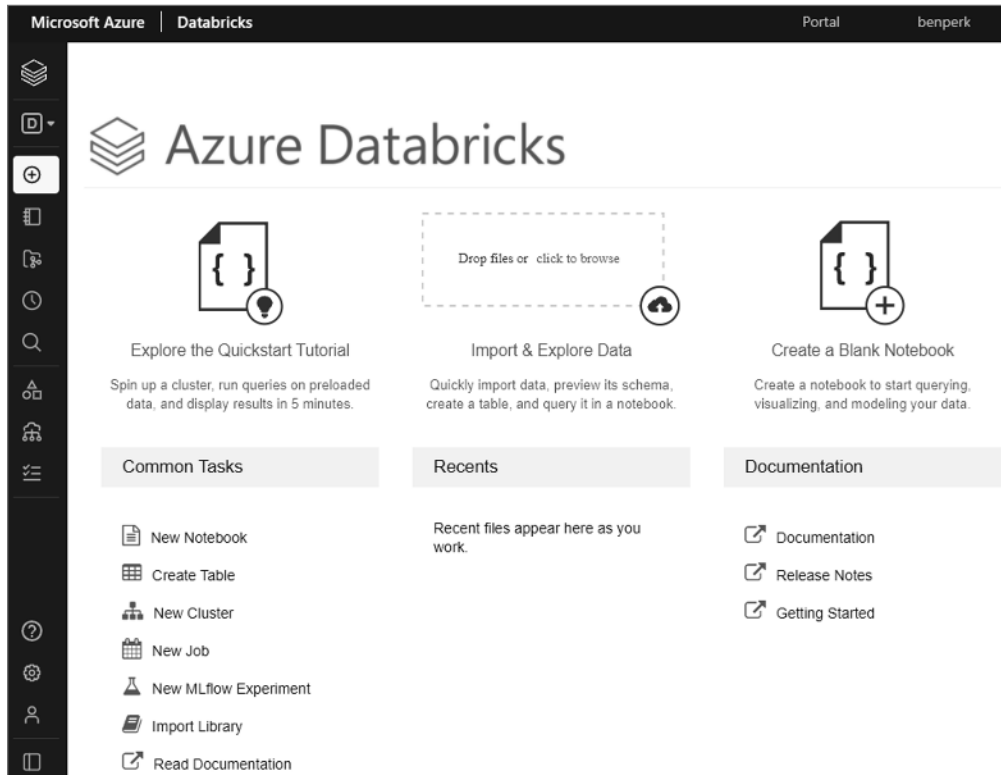 Microsoft Azure Databricks Portal benperk
D
Azure Databricks
{ }
Drop files or click to browse
{ }
Explore the Quickstart Tutorial
Spin up a cluster, run queries on preloaded
data, and display results in 5 minutes.
Import & Explore Data
Quickly import data, preview its schema,
create a table, and query it in a notebook.
Create a Blank Notebook
Create a notebook to start querying,
visualizing, and modeling your data.
Common Tasks
New Notebook
Create Table
New Cluster
New Job
New MLflow Experiment
Import Library
Read Documentation
Recents
Recent files appear here as you
work.
Documentation
Documentation
Release Notes
Getting Started